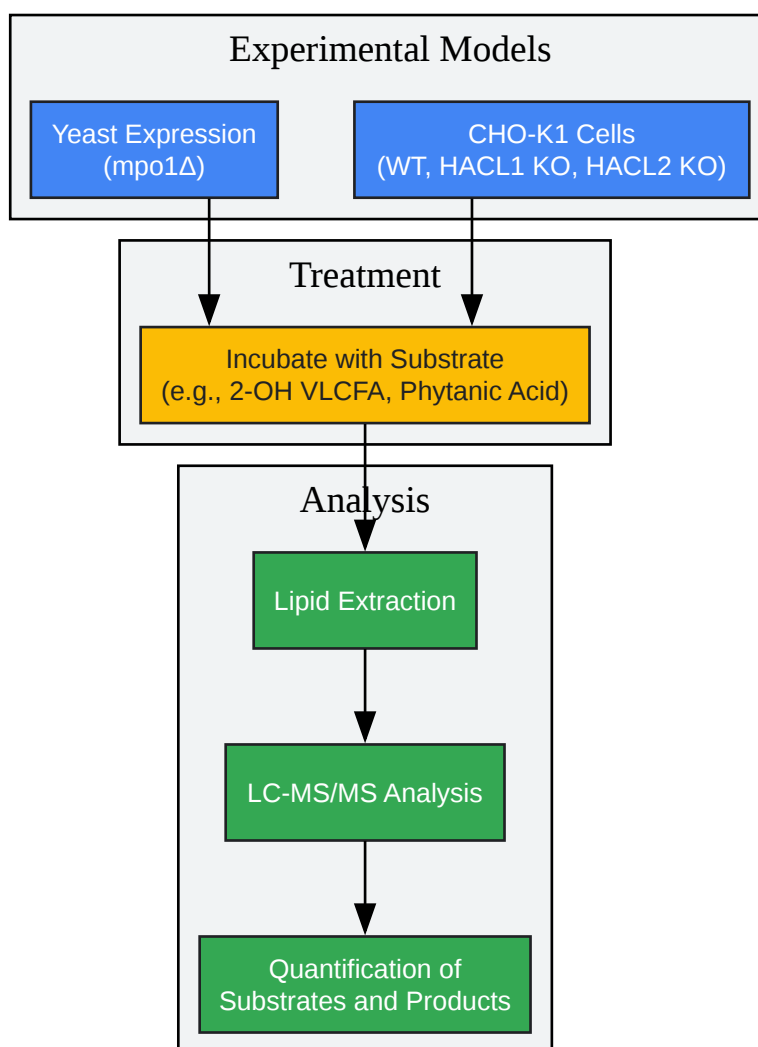 Experimental Models
Yeast Expression
(mpo1Δ)
CHO-K1 Cells
(WT, HACL1 KO, HACL2 KO)
Treatment
Incubate with Substrate
(e.g., 2-OH VLCFA, Phytanic Acid)
Analysis
Lipid Extraction
LC-MS/MS Analysis
Quantification of
Substrates and Products